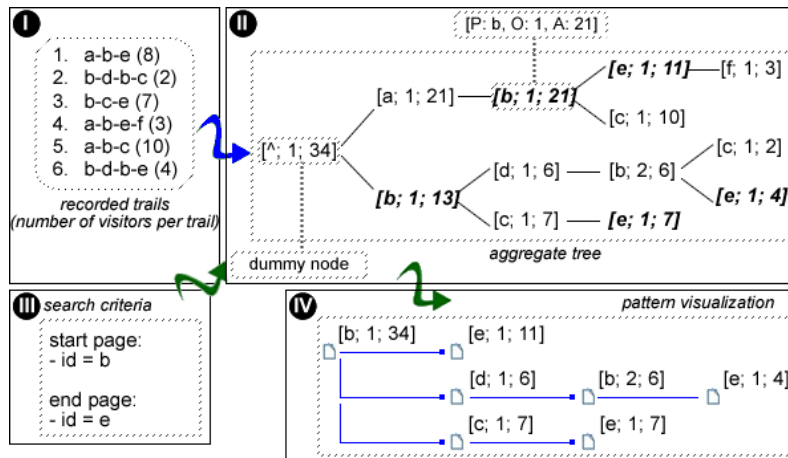 I
1. a-b-e (8)
2. b-d-b-c (2)
3. b-c-e (7)
4. a-b-e-f (3)
5. a-b-c (10)
6. b-d-b-e (4)
recorded trails
(number of visitors per trail)
II
[P: b, O: 1, A: 21]
[e; 1; 11]
[f; 1; 3]
[a; 1; 21]
[b; 1; 21]
[c; 1; 10]
[^; 1; 34]
[c; 1; 2]
[d; 1; 6]
[b; 2; 6]
[b; 1; 13]
[e; 1; 4]
[c; 1; 7]
[e; 1; 7]
aggregate tree
dummy node
III
search criteria
start page:
- id = b
end page:
- id = e
IV
pattern visualization
[b; 1; 34]
[e; 1; 11]
[d; 1; 6]
[b; 2; 6]
[e; 1; 4]
[c; 1; 7]
[e; 1; 7]